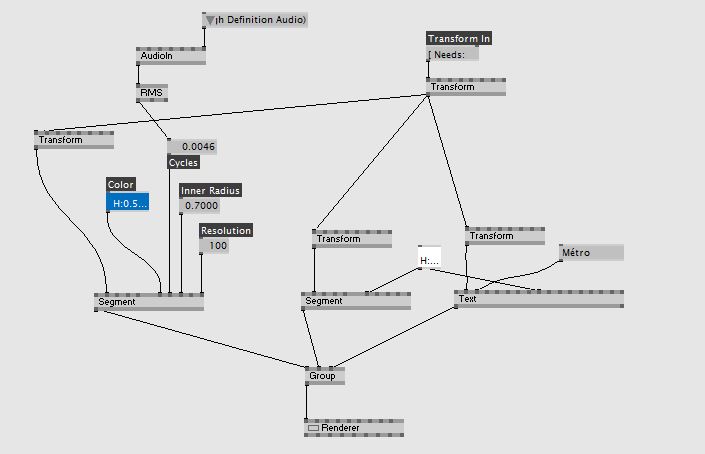 h Definition Audio)
Transform In
[ Needs:
AudioIn
RMS
Transform
Transform
0.0046
Cycles
Color
H:0.5...
Inner Radius
0.7000
Resolution
100
Transform
Transform
H:...
Métro
Segment
Segment
Text
Group
Renderer